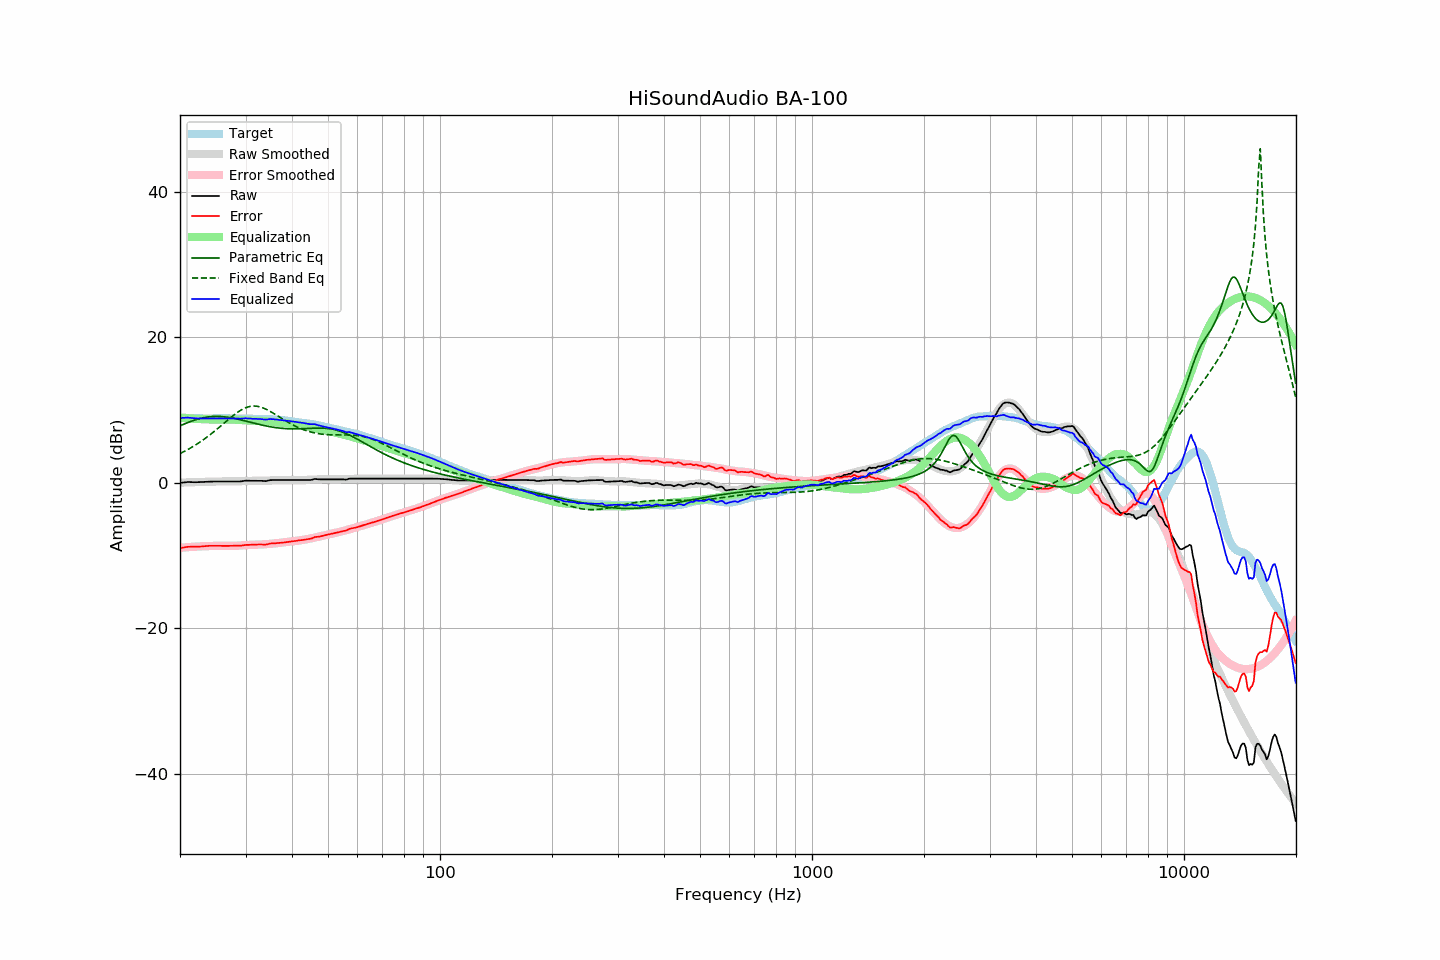 HiSoundAudio BA-100
Target
Raw Smoothed
Error Smoothed
Raw
Error
Equalization
Parametric Eq
Fixed Band Eq
Equalized
40
20
0
−20
−40
Amplitude (dBr)
100
1000
10000
Frequency (Hz)